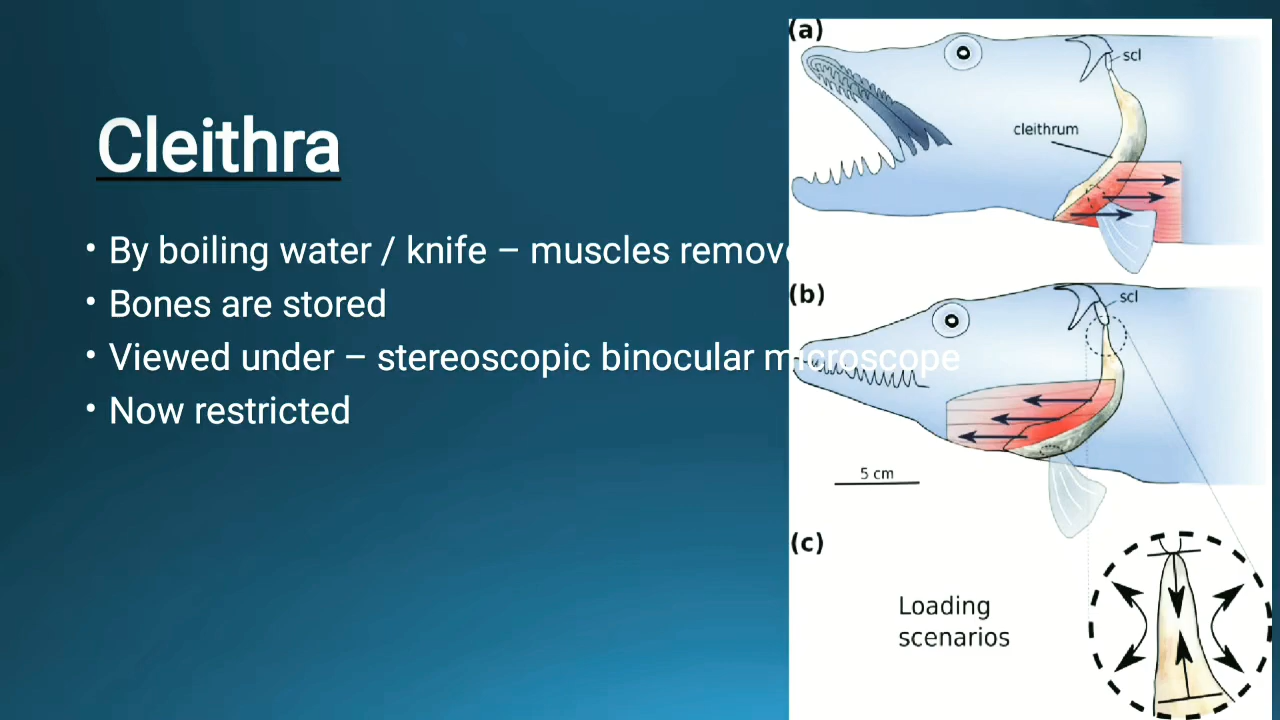 Cleithra
• By boiling water / knife – muscles remove
• Bones are stored
• Viewed under – stereoscopic binocular microscope
• Now restricted
(a)
scl
cleithrum
(b)
scl
5 cm
(c)
Loading
scenarios